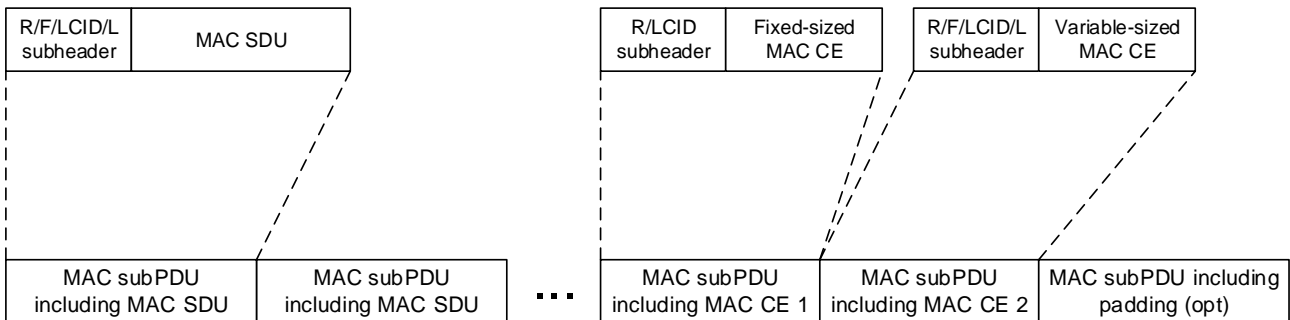 R/F/LCID/L
subheader
MAC SDU
R/LCID
subheader
Fixed-sized
MAC CE
R/F/LCID/L
subheader
Variable-sized
MAC CE
MAC subPDU
including MAC SDU
MAC subPDU
including MAC SDU
...
MAC subPDU
including MAC CE 1
MAC subPDU
including MAC CE 2
MAC subPDU including
padding (opt)